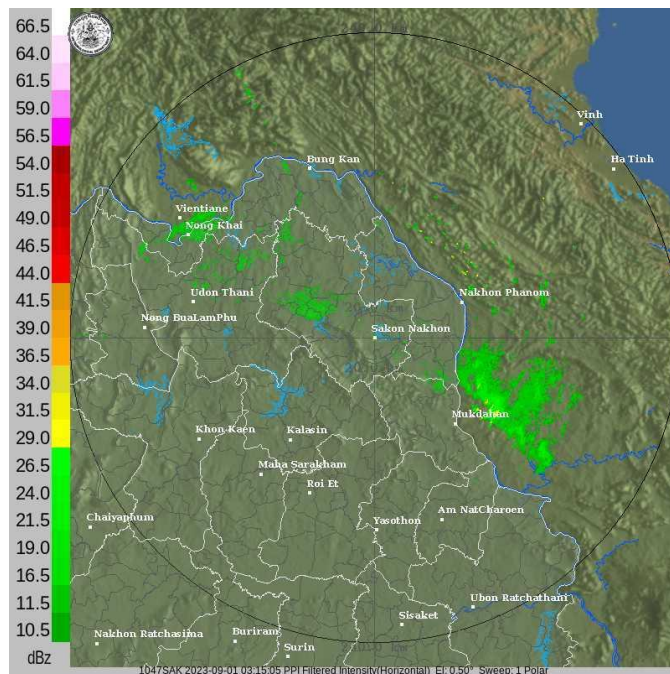 66.5
64.0
61.5
59.0
56.5
54.0
51.5
49.0
46.5
44.0
41.5
39.0
36.5
34.0
31.5
29.0
26.5
24.0
21.5
19.0
16.5
11.5
10.5
dBz
Vinh
Ha Tinh
Bung Kan
Vientiane
Nong Khai
Udon Thani
Nakhon Phanom
Nong BuaLamPhu
Sakon Nakhon
Mukdahan
Khon Kaen
Kalasin
Maha Sarakham
Roi Et
Chaiyaphum
Am NatCharoen
Yasothon
Ubon Ratchathani
Sisaket
Nakhon Ratchasima
Buriram
Surin
1047SAK 2023-09-01 03:15:05 PPI Filtered Intensity(Horizontal) El: 0.50° Sweep: 1 Polar